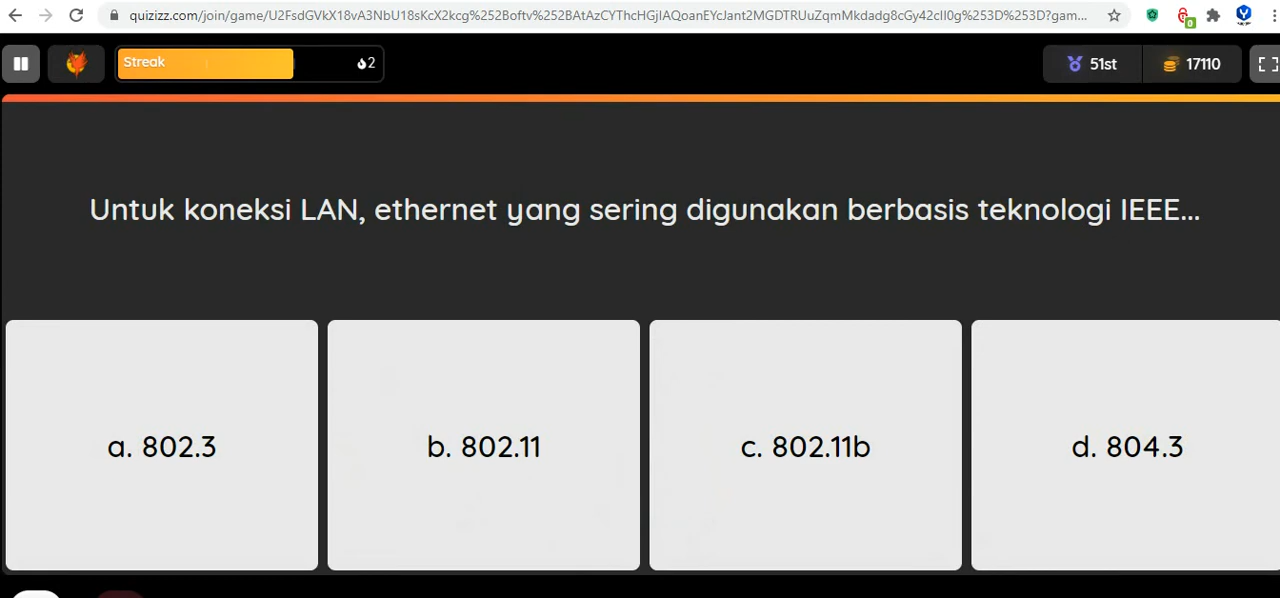 quizizz.com/join/game/U2FsdGVkX18vA3NbU18sKcX2kcg%252Boftv%252BAtAzCYThcHGjIAQoanEYcJant2MGDTRUuZqmMkdadg8cGy42cII0g%253D%253D?gam...
0
Streak
2
51st
17110
Untuk koneksi LAN, ethernet yang sering digunakan berbasis teknologi IEEE...
a. 802.3
b. 802.11
c. 802.11b
d. 804.3